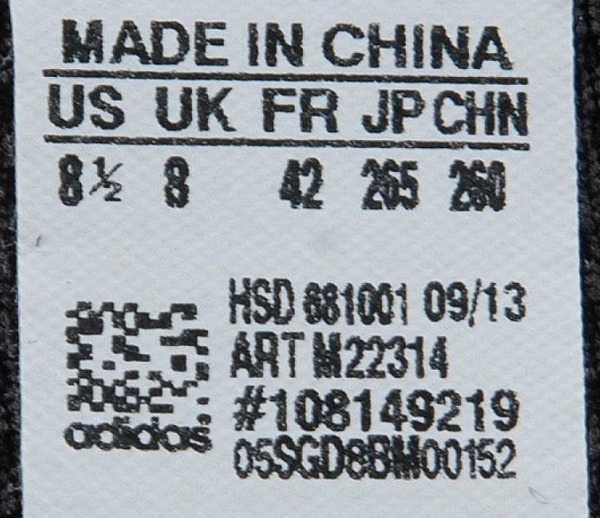 MADE IN CHINA
US UK FR JP CHN
8½ 8 42 265 260
HSD 681001 09/13
ART M22314
#108149219
adidas
05SGD8BM00152